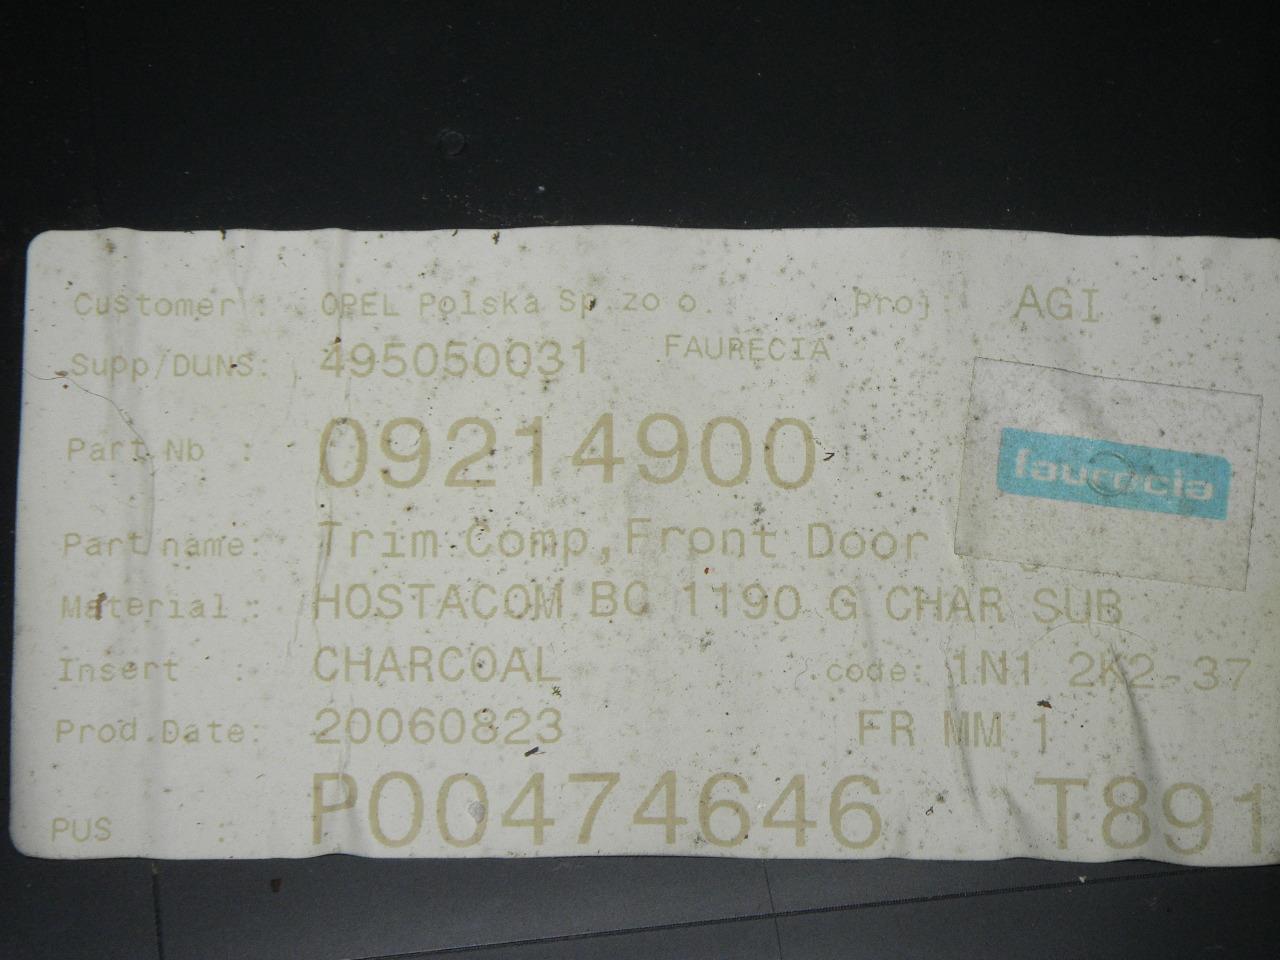 Customer : OPEL Polska Sp.zo o. Proj: AGI
Supp/DUNS: 495050031 FAURECIA
faurecia
Part Nb : 09214900
Part name: Trim Comp,Front Door
Material : HOSTACOM BC 1190 G CHAR SUB
Insert : CHARCOAL code: 1N1 2K2-37
Prod.Date: 20060823 FR MM 1
PUS : P00474646 T891